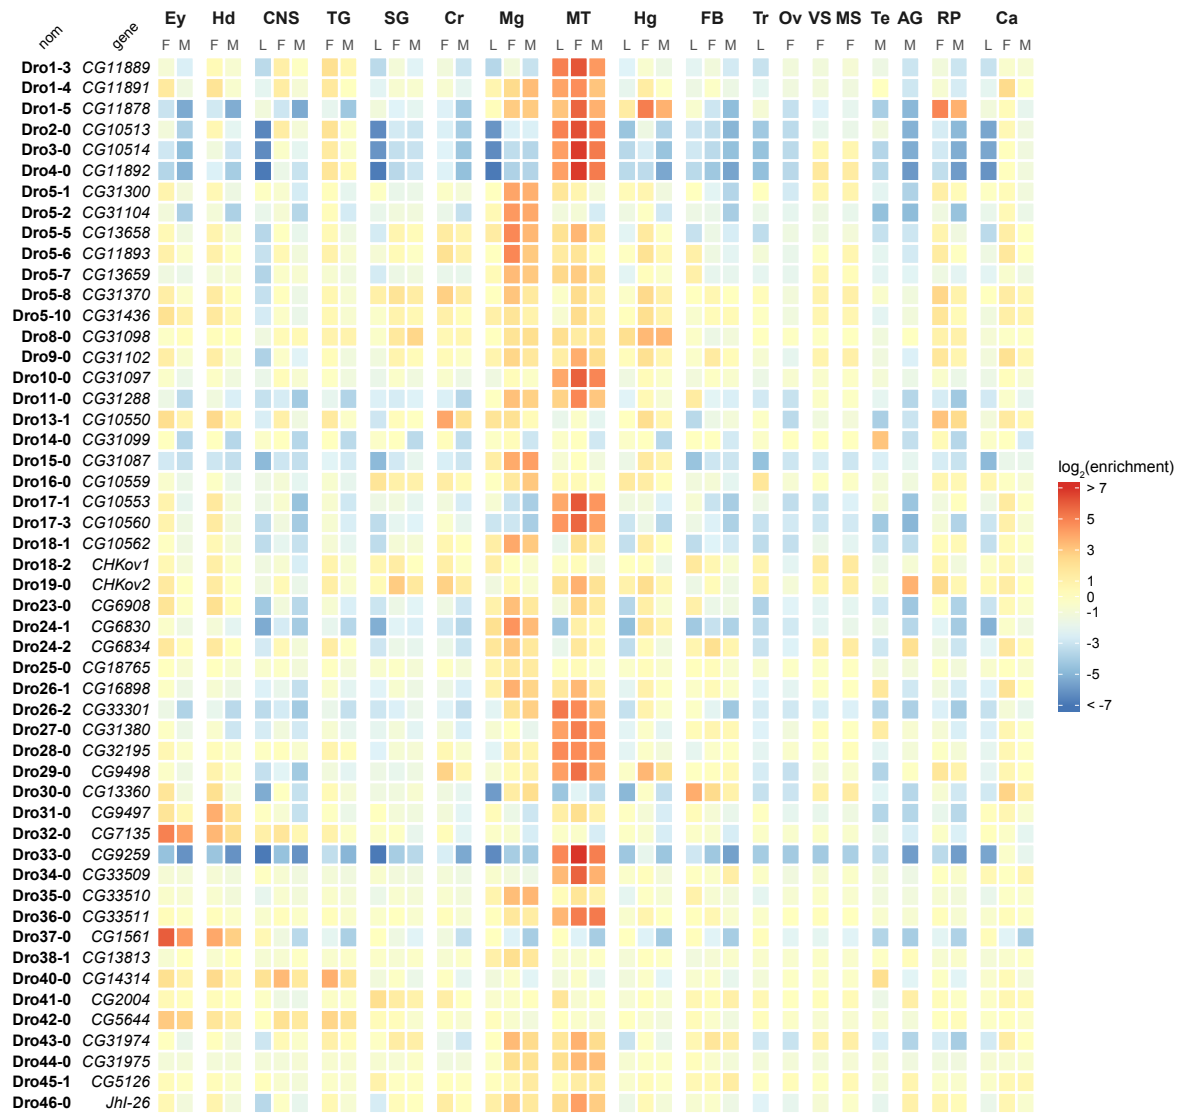 Ey Hd CNS TG SG Cr Mg MT Hg FB Tr Ov VS MS Te AG RP Ca
nom gene F M F M L F M F M L F M F M L F M L F M L F M L F M L F F F M M F M L F M
Dro1-3 CG11889
Dro1-4 CG11891
Dro1-5 CG11878
Dro2-0 CG10513
Dro3-0 CG10514
Dro4-0 CG11892
Dro5-1 CG31300
Dro5-2 CG31104
Dro5-5 CG13658
Dro5-6 CG11893
Dro5-7 CG13659
Dro5-8 CG31370
Dro5-10 CG31436
Dro8-0 CG31098
Dro9-0 CG31102
Dro10-0 CG31097
Dro11-0 CG31288
Dro13-1 CG10550
Dro14-0 CG31099
Dro15-0 CG31087
Dro16-0 CG10559
Dro17-1 CG10553
Dro17-3 CG10560
Dro18-1 CG10562
Dro18-2 CHKov1
Dro19-0 CHKov2
Dro23-0 CG6908
Dro24-1 CG6830
Dro24-2 CG6834
Dro25-0 CG18765
Dro26-1 CG16898
Dro26-2 CG33301
Dro27-0 CG31380
Dro28-0 CG32195
Dro29-0 CG9498
Dro30-0 CG13360
Dro31-0 CG9497
Dro32-0 CG7135
Dro33-0 CG9259
Dro34-0 CG33509
Dro35-0 CG33510
Dro36-0 CG33511
Dro37-0 CG1561
Dro38-1 CG13813
Dro40-0 CG14314
Dro41-0 CG2004
Dro42-0 CG5644
Dro43-0 CG31974
Dro44-0 CG31975
Dro45-1 CG5126
Dro46-0 JhI-26
log2(enrichment)
> 7
5
3
1
0
-1
-3
-5
< -7